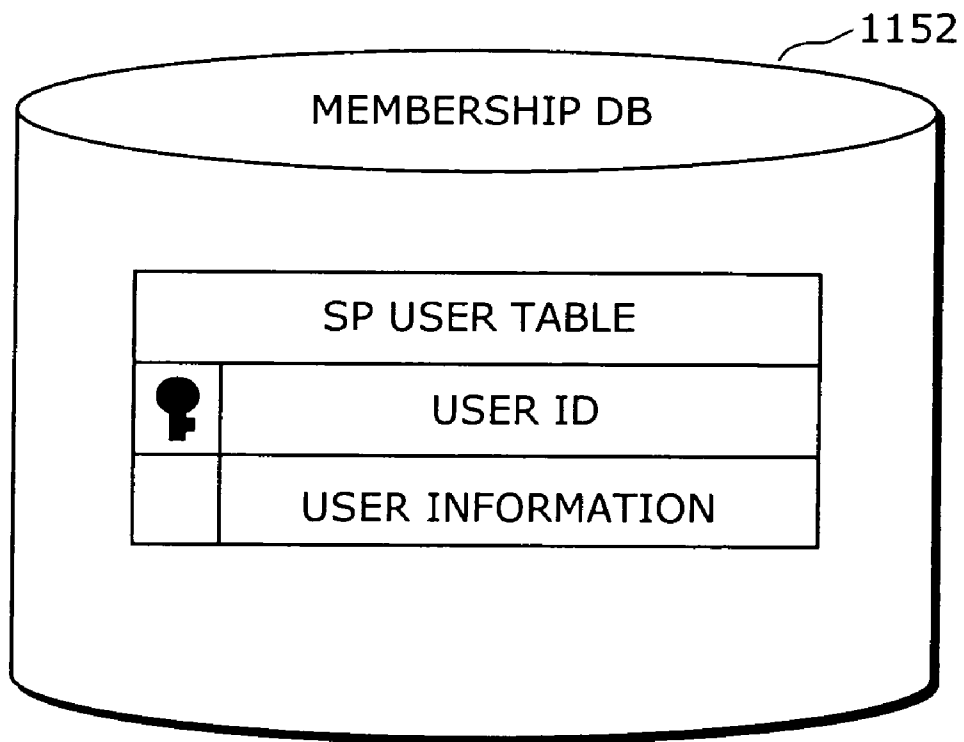 1152
MEMBERSHIP DB
SP USER TABLE
USER ID
USER INFORMATION